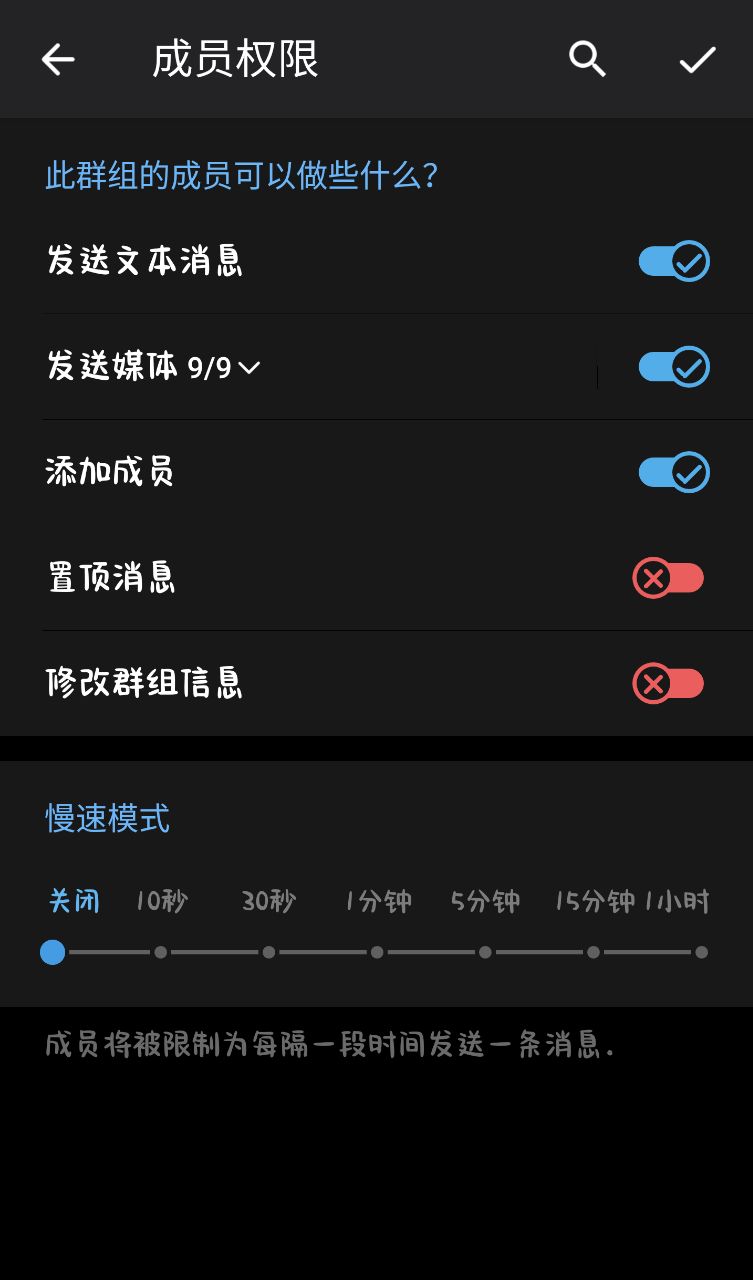 成员权限
此群组的成员可以做些什么？
发送文本消息
发送媒体 9/9
添加成员
置顶消息
修改群组信息
慢速模式
关闭 10秒 30秒 1分钟 5分钟 15分钟 1小时
成员将被限制为每隔一段时间发送一条消息.